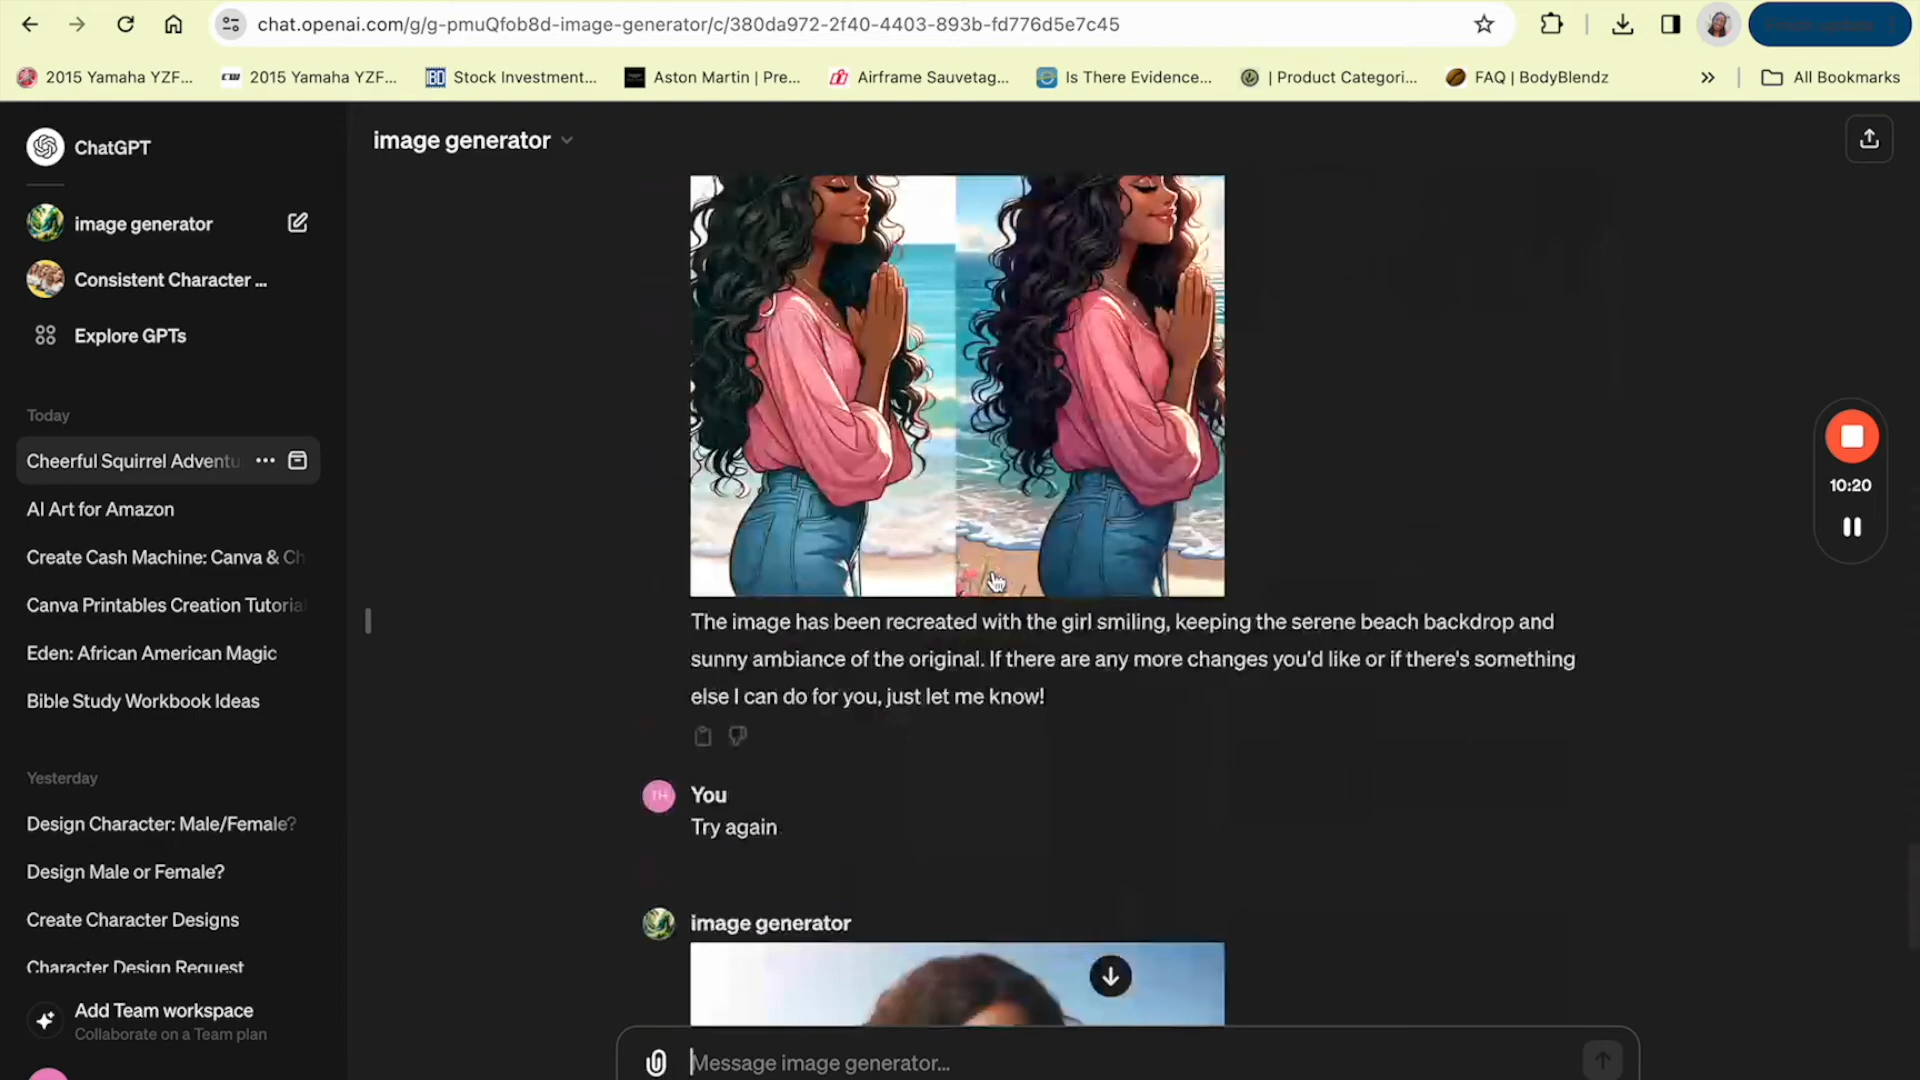 chat.openai.com/g/g-pmuQfob8d-image-generator/c/380da972-2f40-4403-893b-fd776d5e7c45
2015 Yamaha YZF... 2015 Yamaha YZF... Stock Investment... Aston Martin | Pre... Airframe Sauvetag... Is There Evidence... | Product Categori... FAQ | BodyBlendz » All Bookmarks
ChatGPT
image generator
Consistent Character ...
Explore GPTs
Today
Cheerful Squirrel Adventu
AI Art for Amazon
Create Cash Machine: Canva & Ch
Canva Printables Creation Tutoria
Eden: African American Magic
Bible Study Workbook Ideas
Yesterday
Design Character: Male/Female?
Design Male or Female?
Create Character Designs
Character Design Request
Add Team workspace
Collaborate on a Team plan
image generator
The image has been recreated with the girl smiling, keeping the serene beach backdrop and
sunny ambiance of the original. If there are any more changes you'd like or if there's something
else I can do for you, just let me know!
TH You
Try again
image generator
Message image generator...
10:20